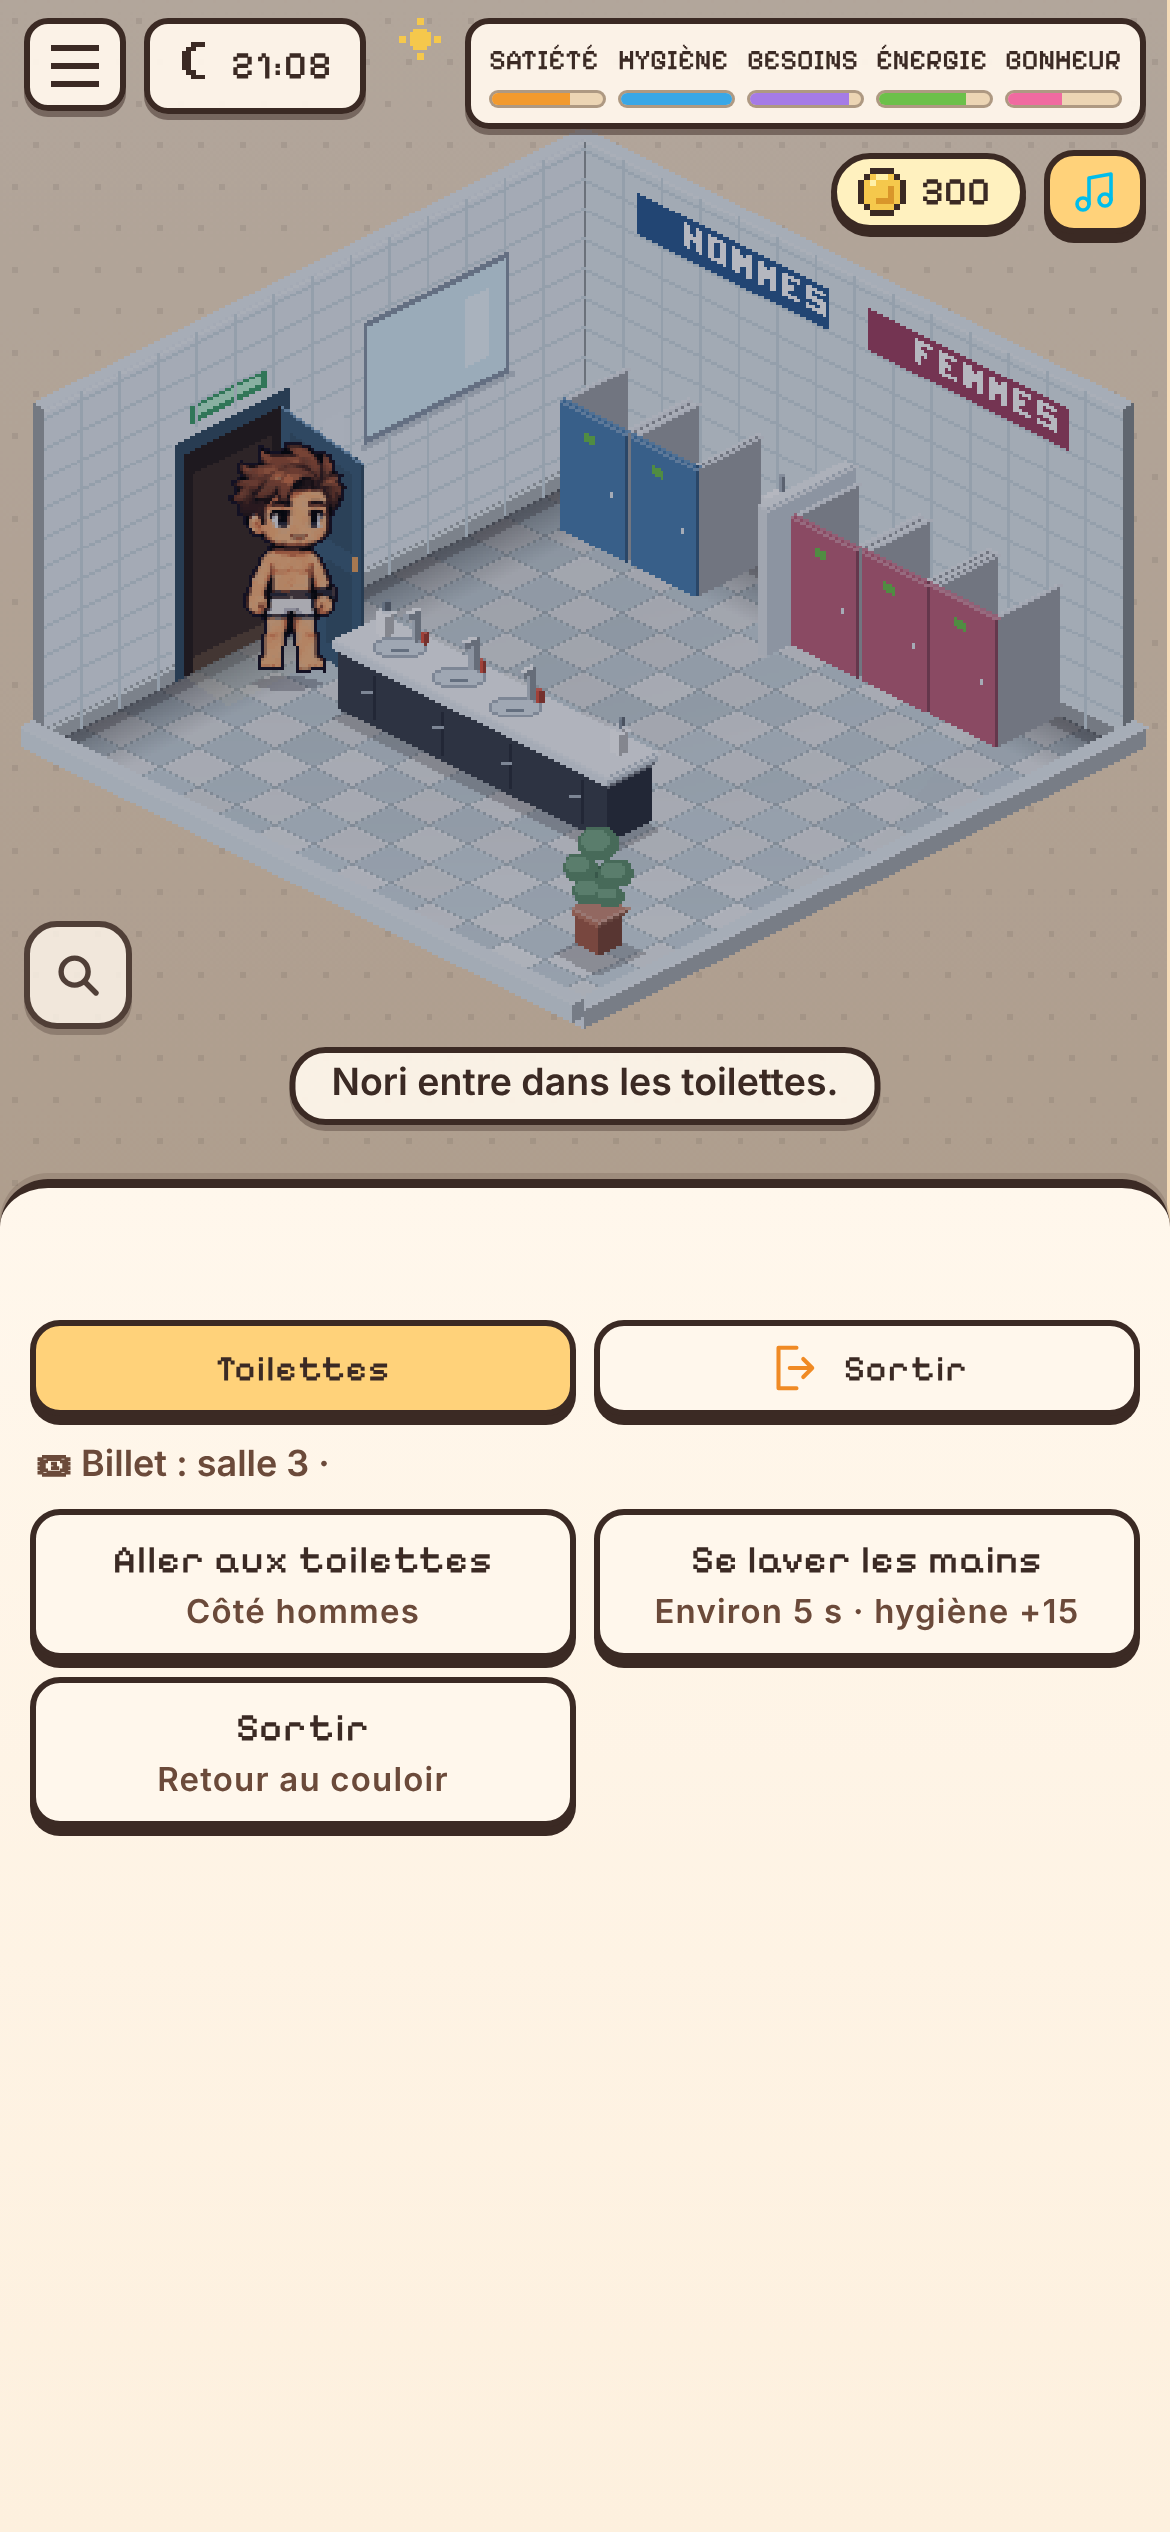 21:08
SATIÉTÉ HYGIÈNE BESOINS ÉNERGIE BONHEUR
300
HOMMES
FEMMES
Nori entre dans les toilettes.
Toilettes
Sortir
Billet : salle 3 ·
Aller aux toilettes
Côté hommes
Se laver les mains
Environ 5 s · hygiène +15
Sortir
Retour au couloir